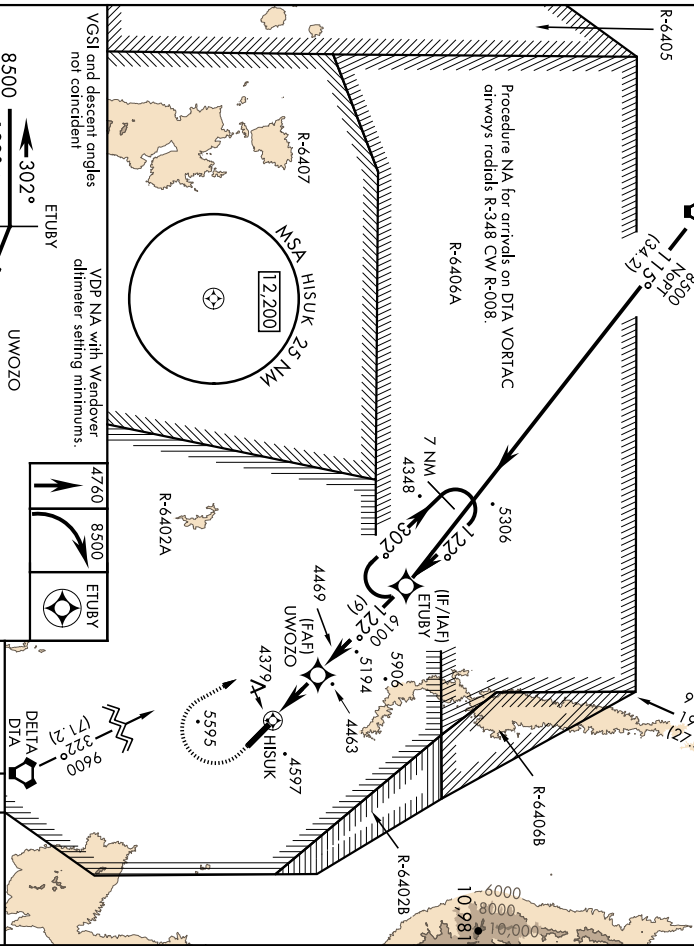 R-6405
Procedure NA for arrivals on DTA VORTAC
airways radials R-348 CW R-008.
8500
NoPT
115°
(34.2)
R-6407
R-6406A
MSA HISUK 25 NM
12,200
7 NM
4348
5306
122°
302°
(IF/IAF)
ETUBY
6100
122°
(9)
4469
(FAF)
UWOZO
5194
5906
4463
4379
HISUK
4597
5595
R-6402A
R-6406B
R-6402B
6000
8000
10,000
10,981
9600
322°
(71.2)
DELTA
DTA
VGSI and descent angles
not coincident
VDP NA with Wendover
altimeter setting minimums.
4760
8500
ETUBY
8500
302°
ETUBY
UWOZO